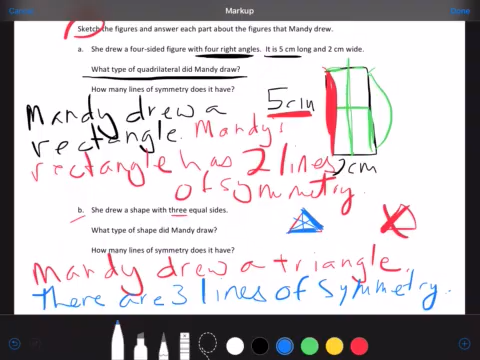 Cancel
Markup
Done
Sketch the figures and answer each part about the figures that Mandy drew.
a. She drew a four-sided figure with four right angles. It is 5 cm long and 2 cm wide.
What type of quadrilateral did Mandy draw?
How many lines of symmetry does it have?
Mandy drew a
rectangle.
5cm
2cm
Mandy's
rectangle has 2 lines
of symmetry.
b. She drew a shape with three equal sides.
What type of shape did Mandy draw?
How many lines of symmetry does it have?
Mandy drew a triangle.
There are 3 lines of symmetry.